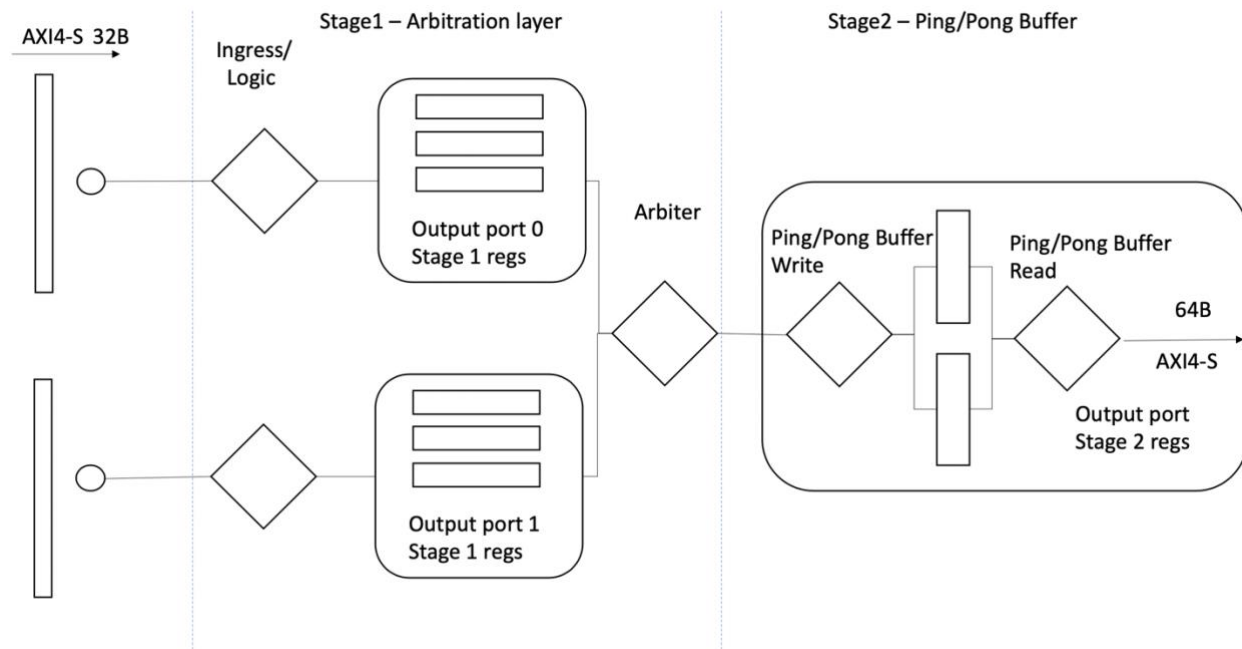 Stage1 – Arbitration layer
Stage2 – Ping/Pong Buffer
AXI4-S 32B
Ingress/
Logic
Output port 0
Stage 1 regs
Arbiter
Ping/Pong Buffer
Write
Ping/Pong Buffer
Read
64B
AXI4-S
Output port
Stage 2 regs
Output port 1
Stage 1 regs